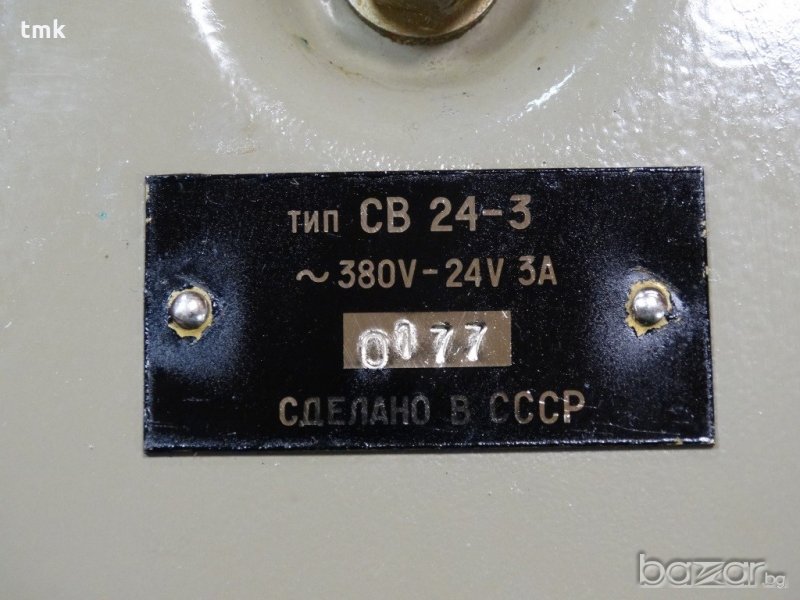 tmk
тип СВ 24-3
~380V-24V 3A
0177
СДЕЛАНО В СССР
bazar.bg